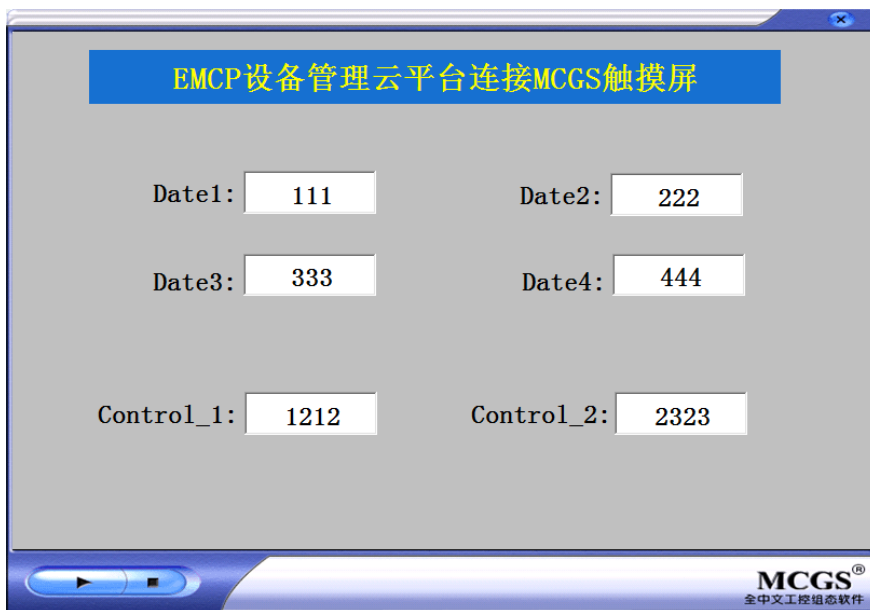 EMCP设备管理云平台连接MCGS触摸屏
Date1: 111 Date2: 222
Date3: 333 Date4: 444
Control_1: 1212 Control_2: 2323
MCGS®
全中文工控组态软件